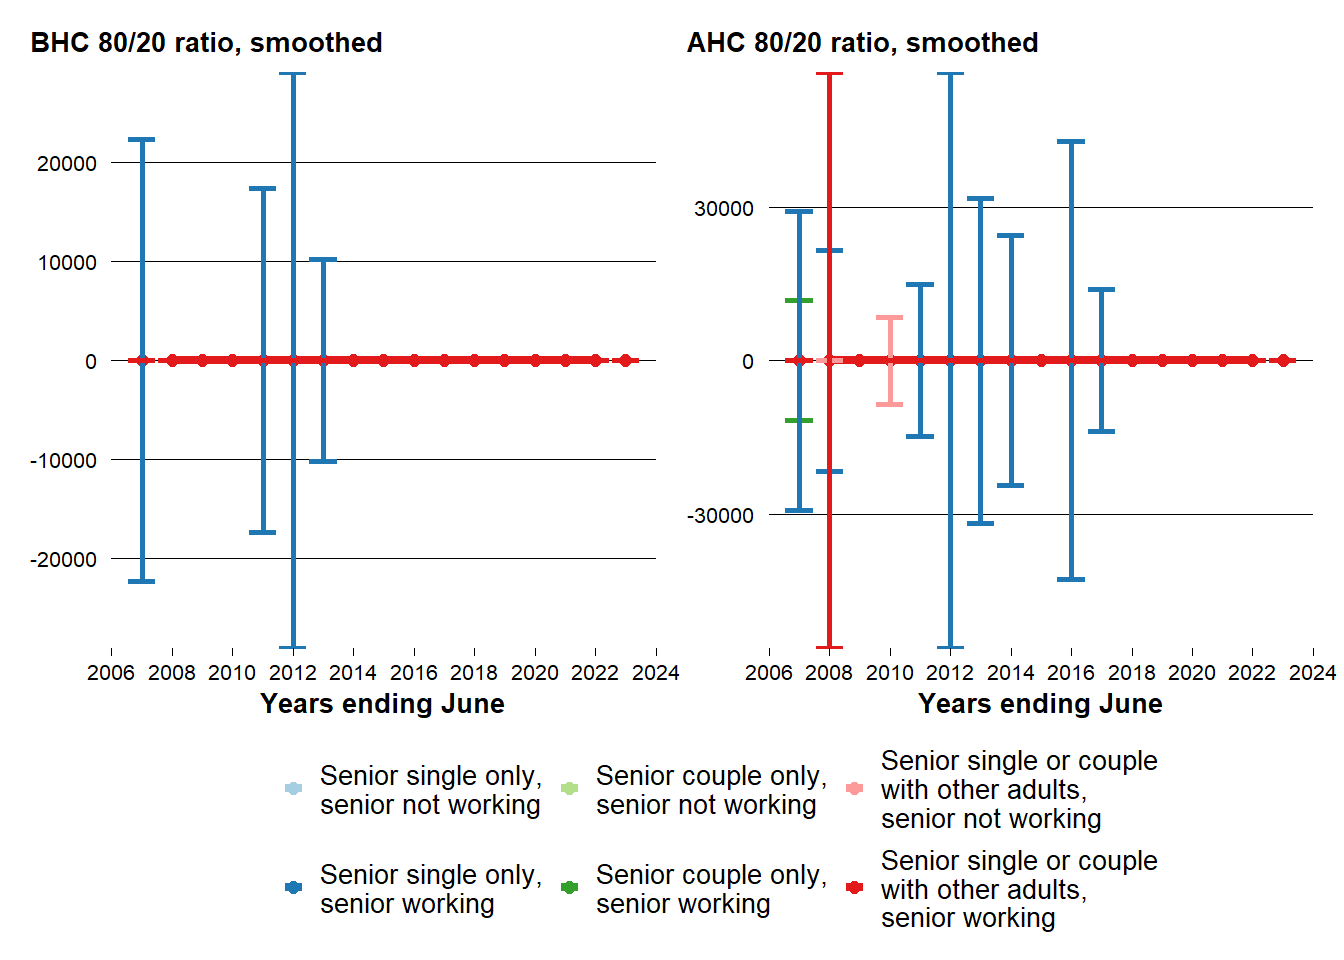 BHC 80/20 ratio, smoothed
20000
10000
0
-10000
-20000
2006 2008 2010 2012 2014 2016 2018 2020 2022 2024
Years ending June
AHC 80/20 ratio, smoothed
30000
0
-30000
2006 2008 2010 2012 2014 2016 2018 2020 2022 2024
Years ending June
Senior single only,
senior not working
Senior couple only,
senior not working
Senior single or couple
with other adults,
senior not working
Senior single only,
senior working
Senior couple only,
senior working
Senior single or couple
with other adults,
senior working